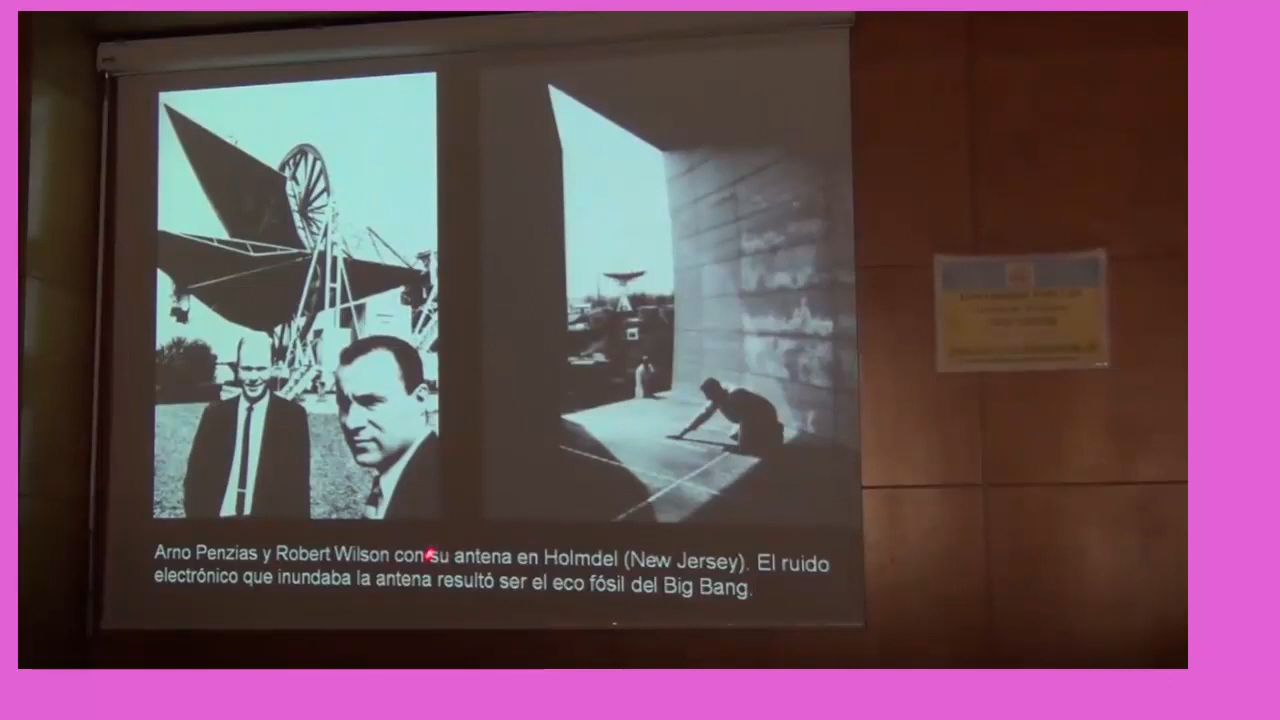 Arno Penzias y Robert Wilson con su antena en Holmdel (New Jersey). El ruido
electrónico que inundaba la antena resultó ser el eco fósil del Big Bang.